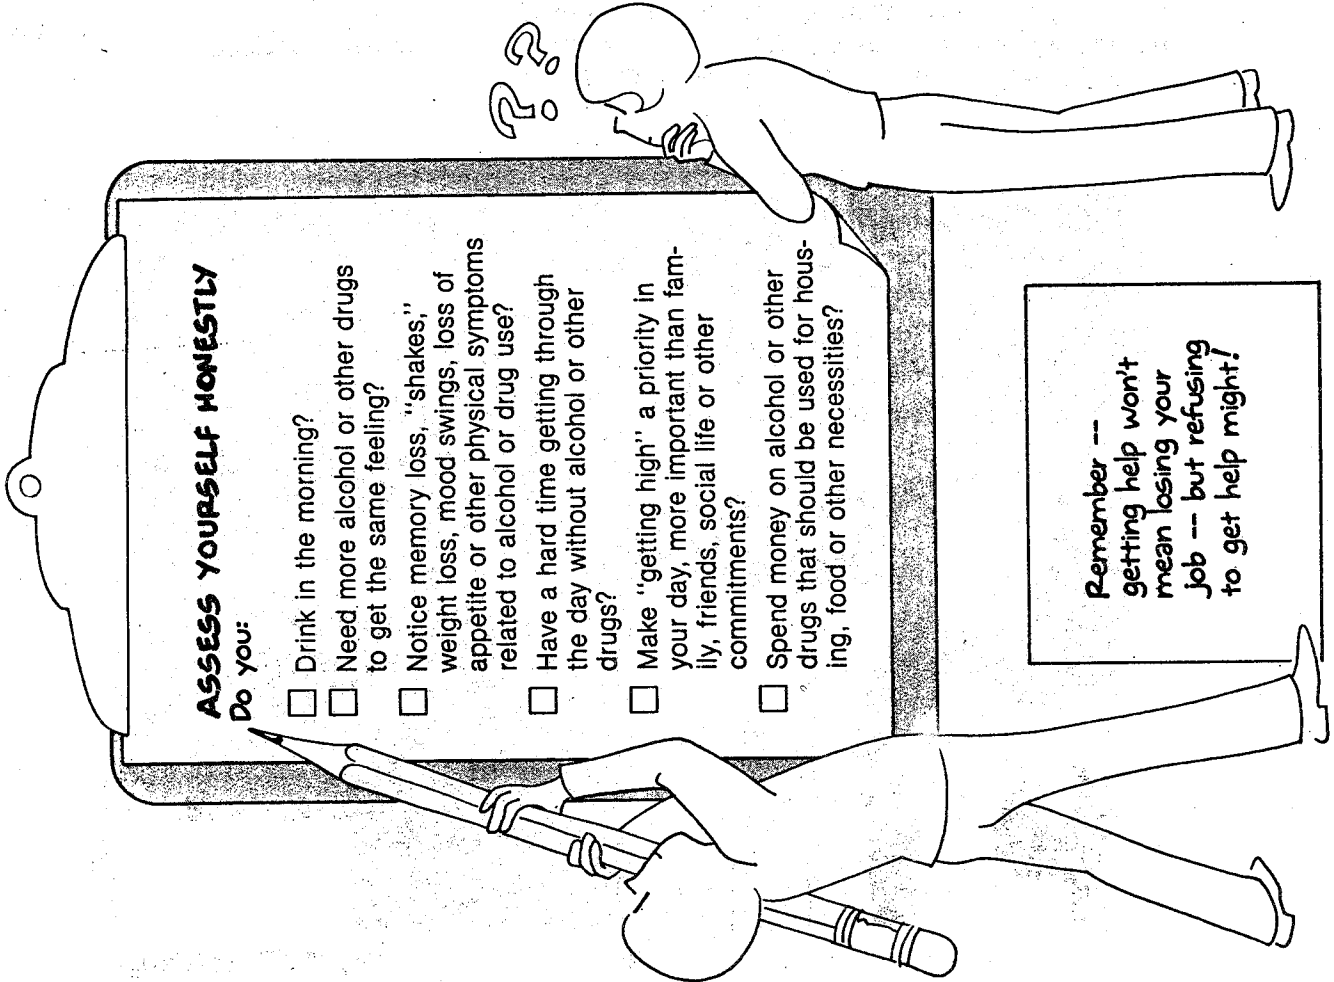 ? ?
ASSESS YOURSELF HONESTLY
Do you:
Drink in the morning?
Need more alcohol or other drugs
to get the same feeling?
Notice memory loss, "shakes,"
weight loss, mood swings, loss of
appetite or other physical symptoms
related to alcohol or drug use?
Have a hard time getting through
the day without alcohol or other
drugs?
Make "getting high" a priority in
your day, more important than fam-
ily, friends, social life or other
commitments?
Spend money on alcohol or other
drugs that should be used for hous-
ing, food or other necessities?
Remember --
getting help won't
mean losing your
job -- but refusing
to get help might!